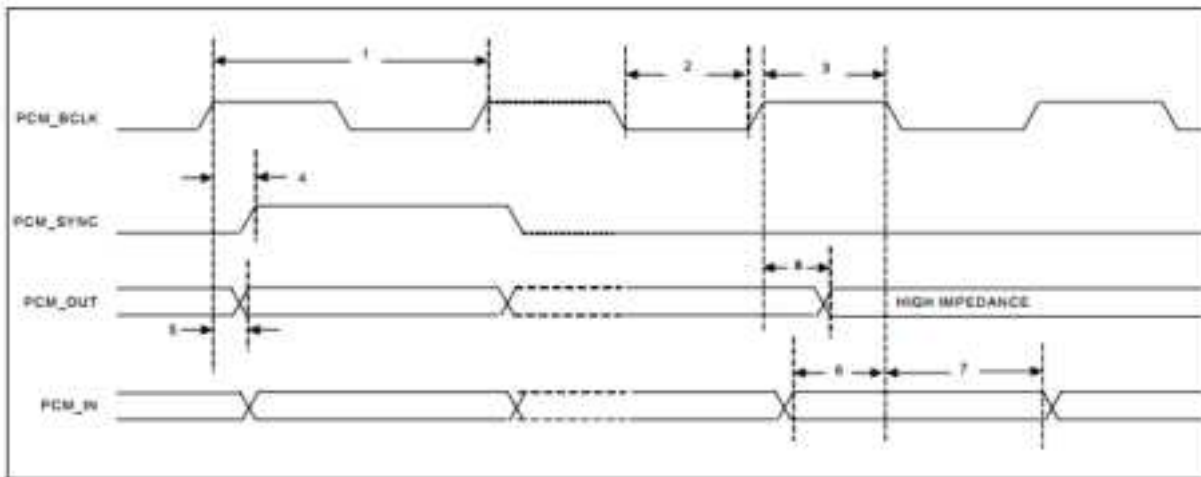 1
2
3
PCM_BCLK
4
PCM_SYNC
8
PCM_OUT
HIGH IMPEDANCE
5
6
7
PCM_IN